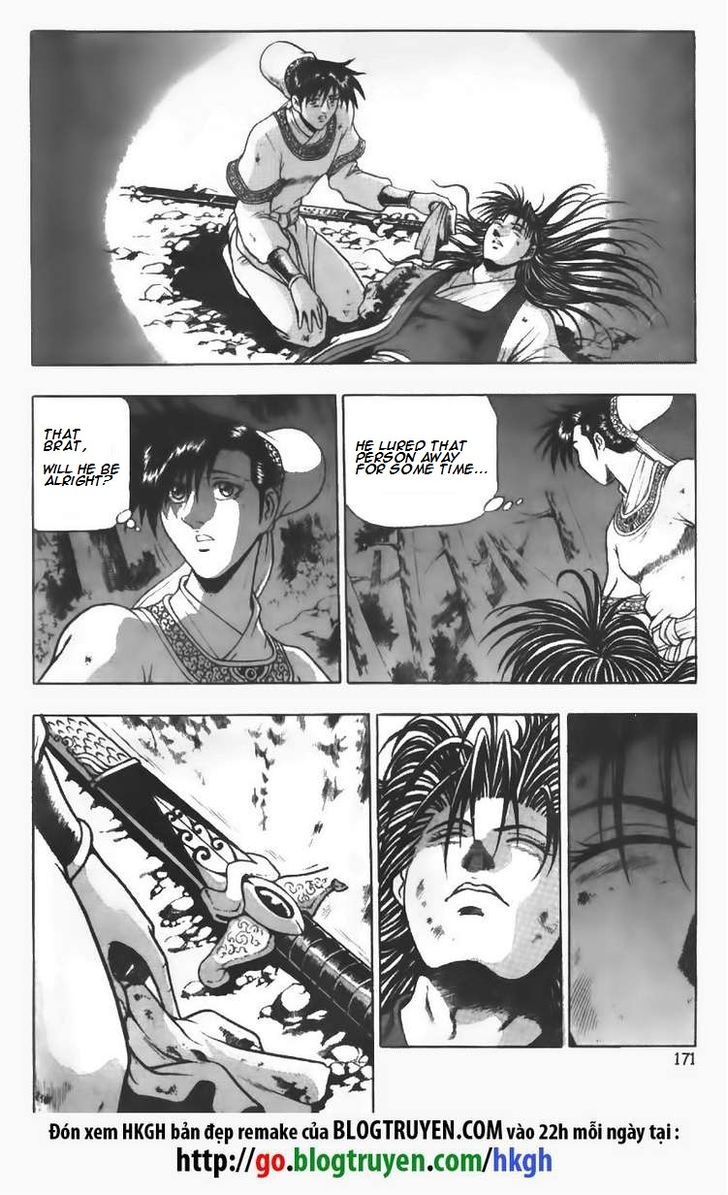 THAT
BRAT,
WILL HE BE
ALRIGHT?
HE LURED THAT
PERSON AWAY
FOR SOME TIME...
171
Đón xem HKGH bản đẹp remake của BLOGTRUYEN.COM vào 22h mỗi ngày tại :
http://go.blogtruyen.com/hkgh